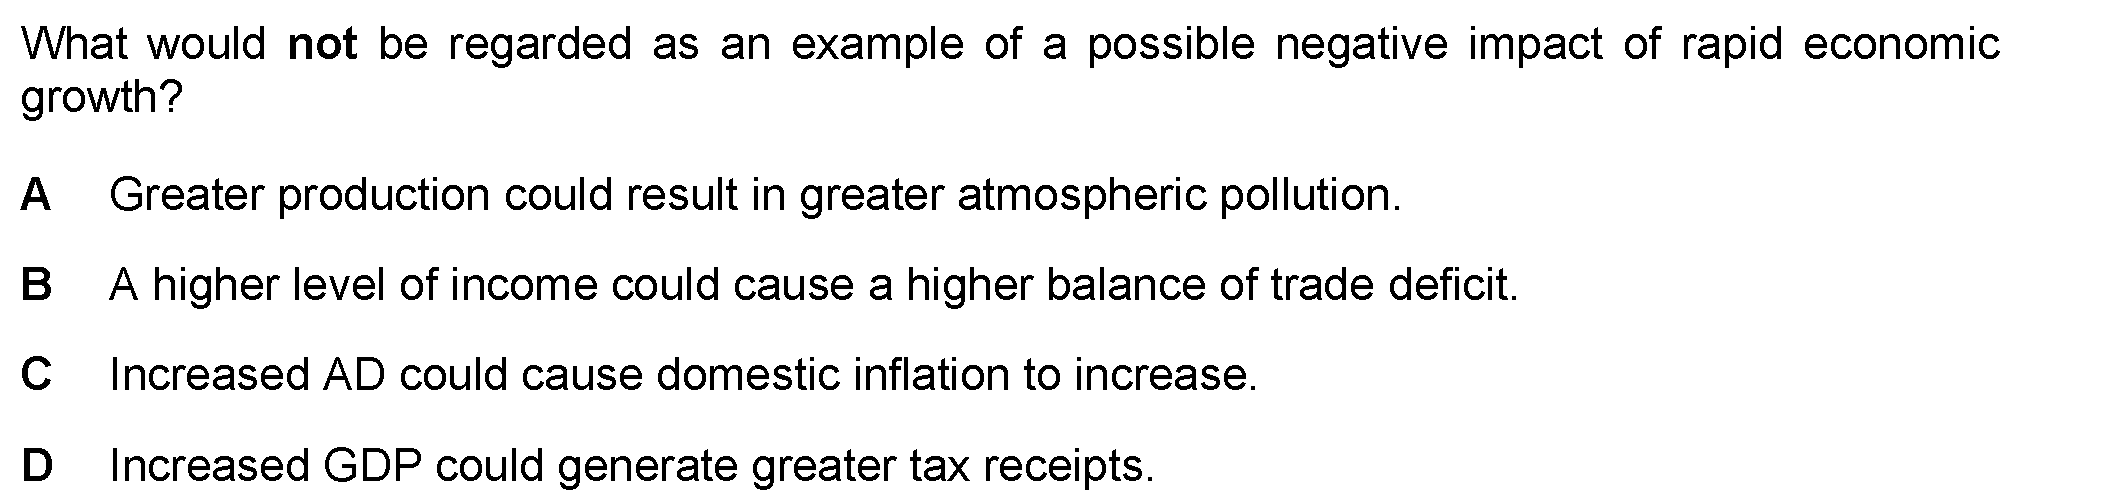 What would not be regarded as an example of a possible negative impact of rapid economic
growth?
A Greater production could result in greater atmospheric pollution.
B A higher level of income could cause a higher balance of trade deficit.
C Increased AD could cause domestic inflation to increase.
D Increased GDP could generate greater tax receipts.